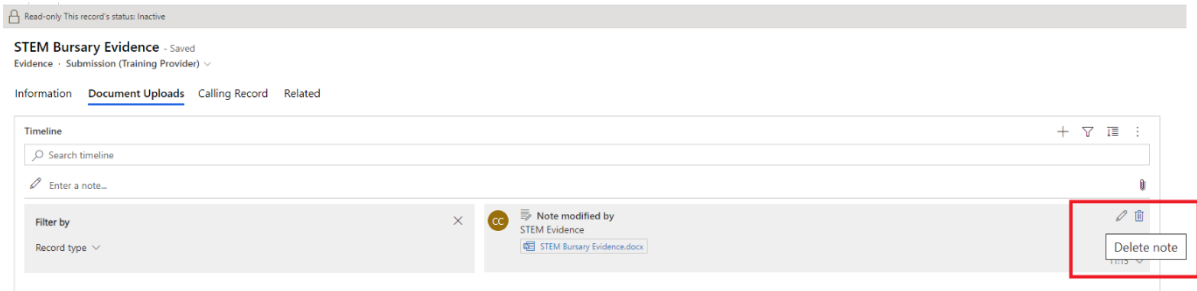 Read-only This record's status: Inactive
STEM Bursary Evidence - Saved
Evidence · Submission (Training Provider)
Information Document Uploads Calling Record Related
Timeline
Search timeline
Enter a note...
Filter by
Record type
CC
Note modified by
STEM Evidence
STEM Bursary Evidence.docx
Delete note